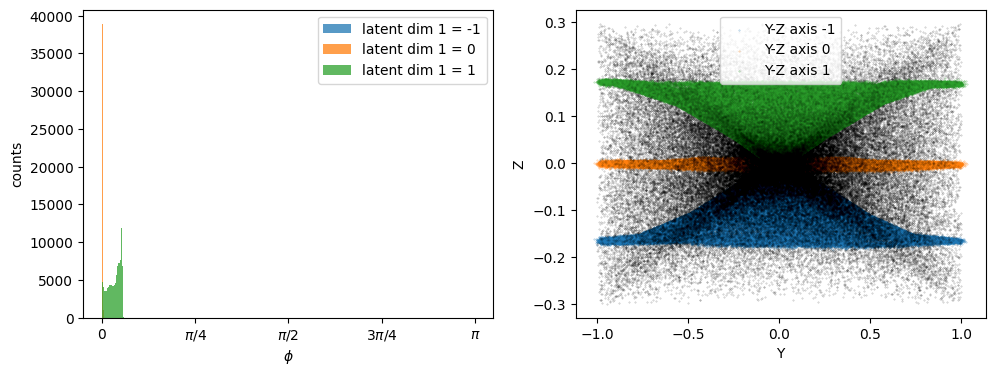 40000
35000
30000
25000
20000
15000
10000
5000
0
counts
latent dim 1 = -1
latent dim 1 = 0
latent dim 1 = 1
0
π/4
π/2
3π/4
π
ϕ
0.3
0.2
0.1
0.0
−0.1
−0.2
−0.3
Z
Y-Z axis -1
Y-Z axis 0
Y-Z axis 1
−1.0
−0.5
0.0
0.5
1.0
Y